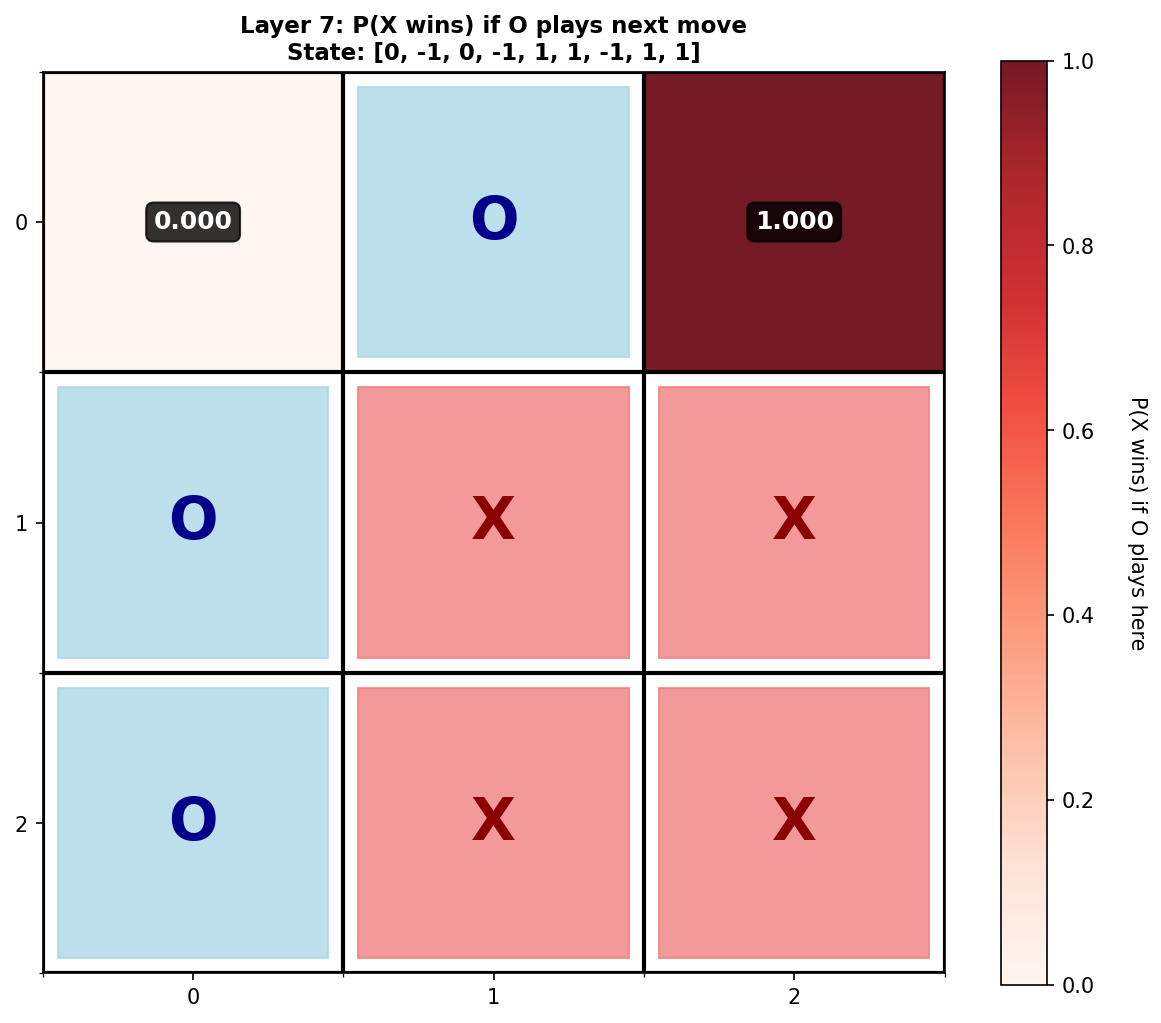 Layer 7: P(X wins) if O plays next move
State: [0, -1, 0, -1, 1, 1, -1, 1, 1]
0.000
O
1.000
O
X
X
O
X
X
0
1
2
0
1
2
1.0
0.8
0.6
0.4
0.2
0.0
P(X wins) if O plays here